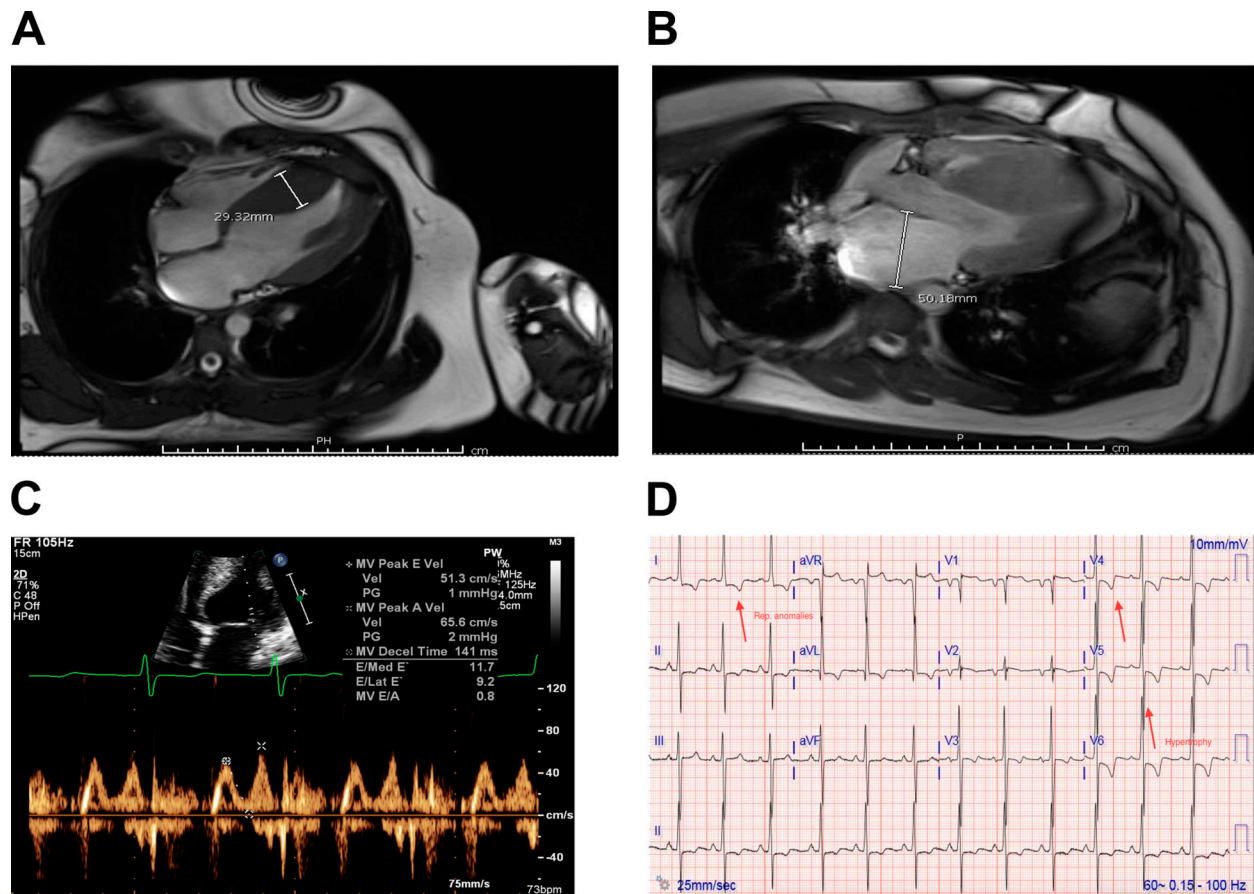 A
B
29.32mm
PH
cm
50.18mm
P
cm
C
D
FR 105Hz
15cm
2D
71%
C 48
P Off
HPen
M3
PW
MV Peak E Vel
Vel 51.3 cm/s
PG 1 mmHg
MV Peak A Vel
Vel 65.6 cm/s
PG 2 mmHg
MV Decel Time 141 ms
E/Med E` 11.7
E/Lat E` 9.2
MV E/A 0.8
125Hz
4.0mm
.5cm
P
120
80
40
cm/s
-40
75mm/s
73bpm
I
aVR
V1
V4
10mm/mV
Rep. anomalies
II
aVL
V2
V5
III
aVF
V3
V6
Hypertrophy
II
25mm/sec
60~ 0.15 - 100 Hz